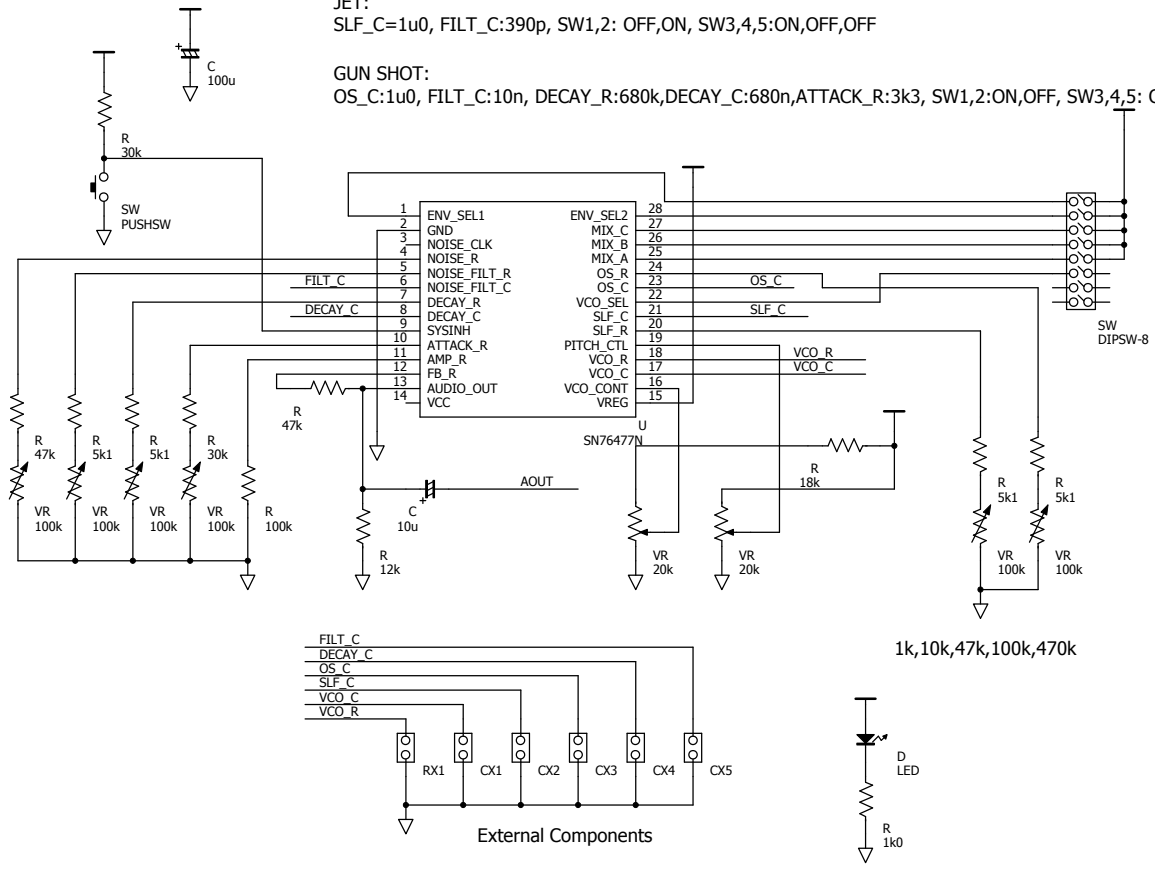 JET:
SLF_C=1u0, FILT_C:390p, SW1,2: OFF,ON, SW3,4,5:ON,OFF,OFF
GUN SHOT:
OS_C:1u0, FILT_C:10n, DECAY_R:680k,DECAY_C:680n,ATTACK_R:3k3, SW1,2:ON,OFF, SW3,4,5:
C
100u
R
30k
SW
PUSHSW
1 ENV_SEL1
2 GND
3 NOISE_CLK
4 NOISE_R
5 NOISE_FILT_R
FILT_C 6 NOISE_FILT_C
7 DECAY_R
DECAY_C 8 DECAY_C
9 SYSINH
10 ATTACK_R
11 AMP_R
12 FB_R
13 AUDIO_OUT
14 VCC
ENV_SEL2 28
MIX_C 27
MIX_B 26
MIX_A 25
OS_R 24
OS_C 23 OS_C
VCO_SEL 22
SLF_C 21 SLF_C
SLF_R 20
PITCH_CTL 19
VCO_R 18 VCO_R
VCO_C 17 VCO_C
VCO_CONT 16
VREG 15
U
SN76477N
SW
DIPSW-8
R
47k
R
47k
R
5k1
R
5k1
R
30k
VR
100k
VR
100k
VR
100k
VR
100k
R
100k
C
10u
AOUT
R
12k
R
18k
VR
20k
VR
20k
R
5k1
R
5k1
VR
100k
VR
100k
1k,10k,47k,100k,470k
FILT_C
DECAY_C
OS_C
SLF_C
VCO_C
VCO_R
RX1 CX1 CX2 CX3 CX4 CX5
External Components
D
LED
R
1k0